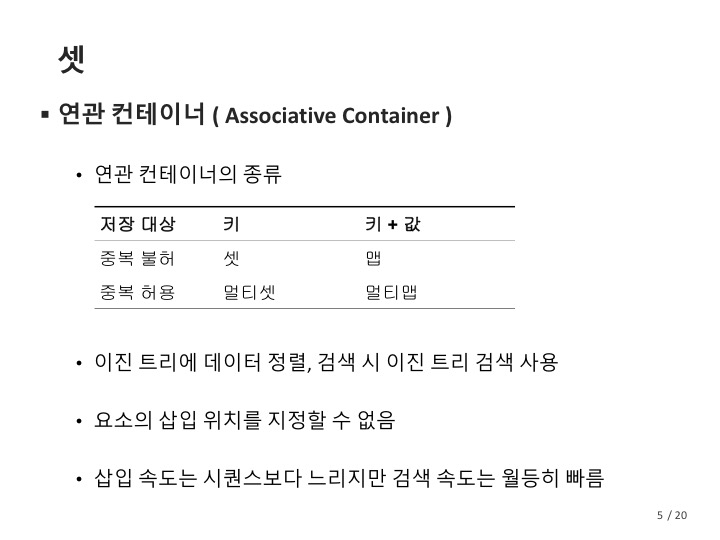 셋
▪ 연관 컨테이너 ( Associative Container )
• 연관 컨테이너의 종류
저장 대상 키 키 + 값
중복 불허 셋 맵
중복 허용 멀티셋 멀티맵
• 이진 트리에 데이터 정렬, 검색 시 이진 트리 검색 사용
• 요소의 삽입 위치를 지정할 수 없음
• 삽입 속도는 시퀀스보다 느리지만 검색 속도는 월등히 빠름
5 / 20